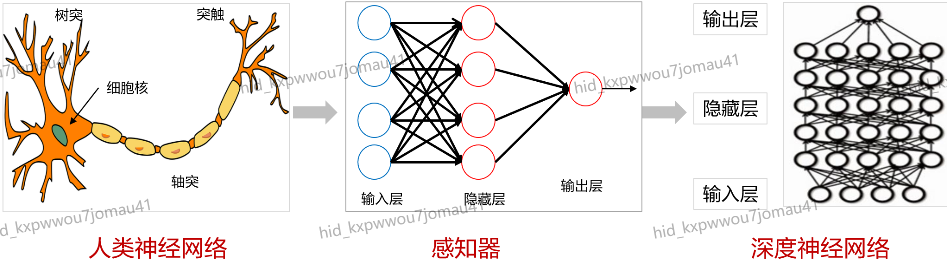 树突
突触
细胞核
轴突
人类神经网络
输入层
隐藏层
输出层
感知器
输出层
隐藏层
输入层
深度神经网络
hid_kxpwwou7jomau41
hid_kxpwwou7jomau41
hid_kxpwwou7jomau41
hid_kxpwwou7jomau41
hid_kxpwwou7jomau41